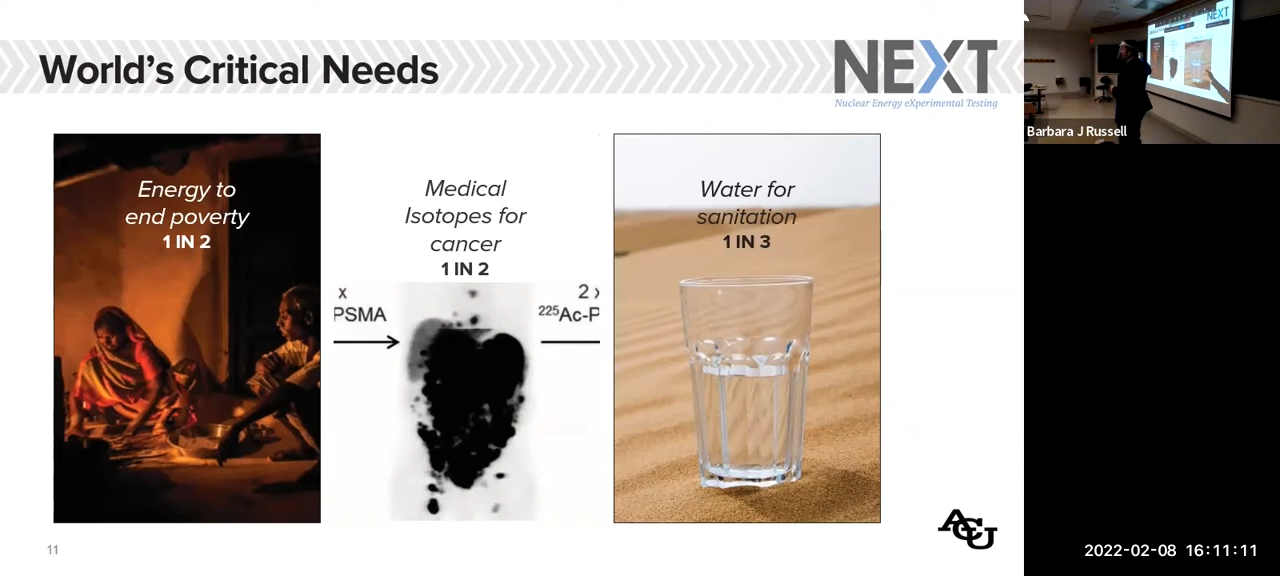 World's Critical Needs
NEXT
Nuclear Energy eXperimental Testing
Energy to
end poverty
1 IN 2
Medical
Isotopes for
cancer
1 IN 2
x
PSMA
2 x
²²⁵Ac-P
Water for
sanitation
1 IN 3
ACU
11
NEXT
Barbara J Russell
2022-02-08 16:11:11